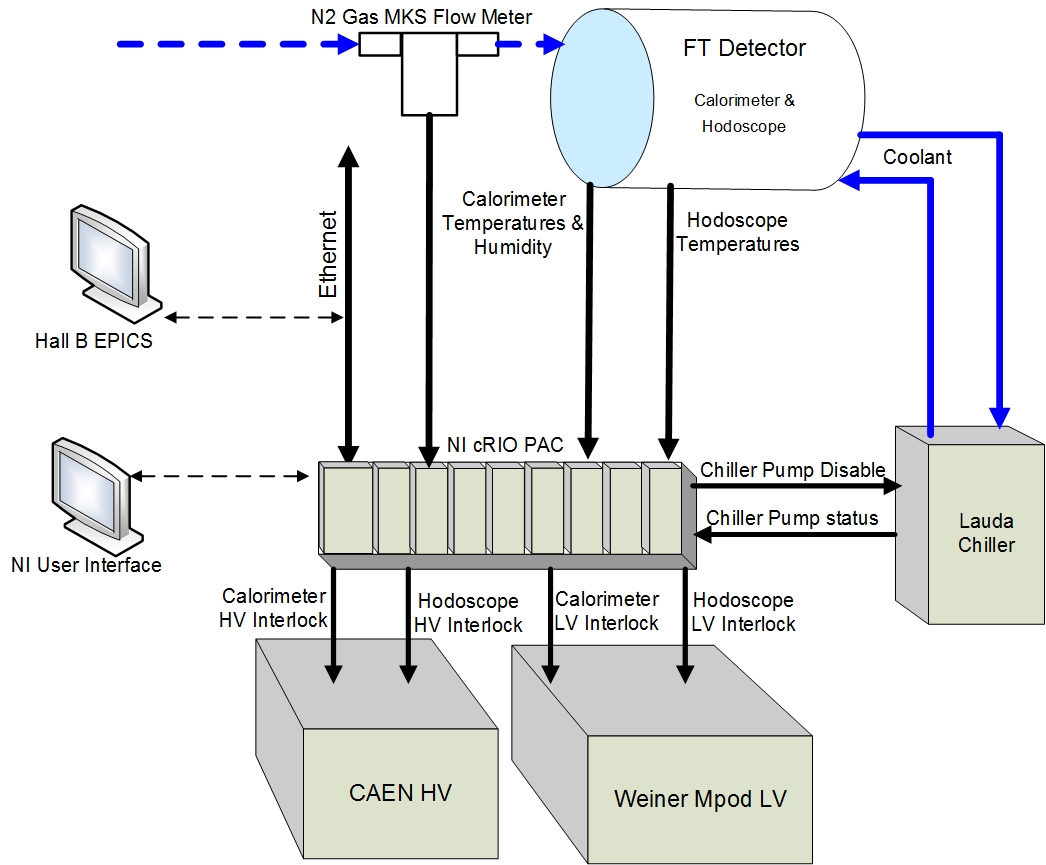 N2 Gas MKS Flow Meter
FT Detector
Calorimeter &
Hodoscope
Coolant
Calorimeter
Temperatures &
Humidity
Hodoscope
Temperatures
Ethernet
Hall B EPICS
NI cRIO PAC
NI User Interface
Chiller Pump Disable
Chiller Pump status
Lauda
Chiller
Calorimeter
HV Interlock
Hodoscope
HV Interlock
Calorimeter
LV Interlock
Hodoscope
LV Interlock
CAEN HV
Weiner Mpod LV